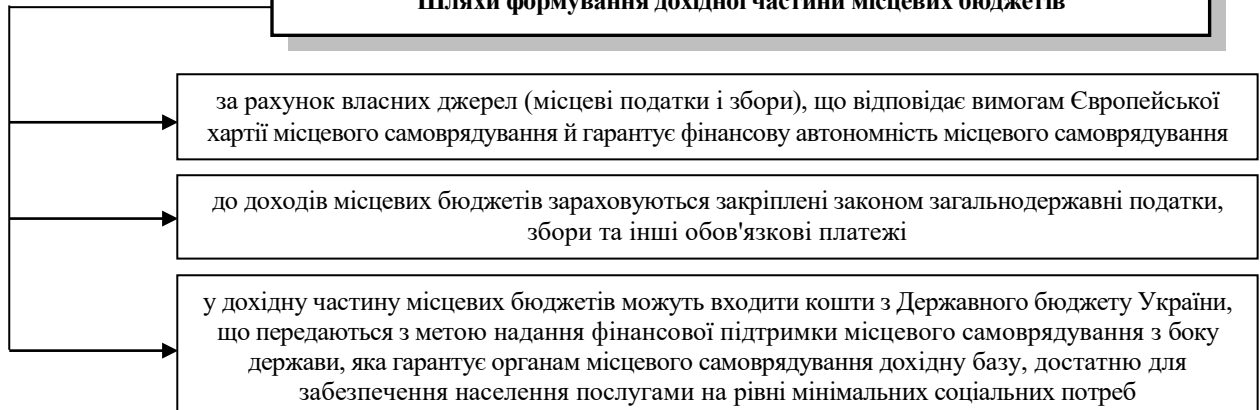 Шляхи формування дохідної частини місцевих бюджетів
за рахунок власних джерел (місцеві податки і збори), що відповідає вимогам Європейської
хартії місцевого самоврядування й гарантує фінансову автономність місцевого самоврядування
до доходів місцевих бюджетів зараховуються закріплені законом загальнодержавні податки,
збори та інші обов'язкові платежі
у дохідну частину місцевих бюджетів можуть входити кошти з Державного бюджету України,
що передаються з метою надання фінансової підтримки місцевого самоврядування з боку
держави, яка гарантує органам місцевого самоврядування дохідну базу, достатню для
забезпечення населення послугами на рівні мінімальних соціальних потреб